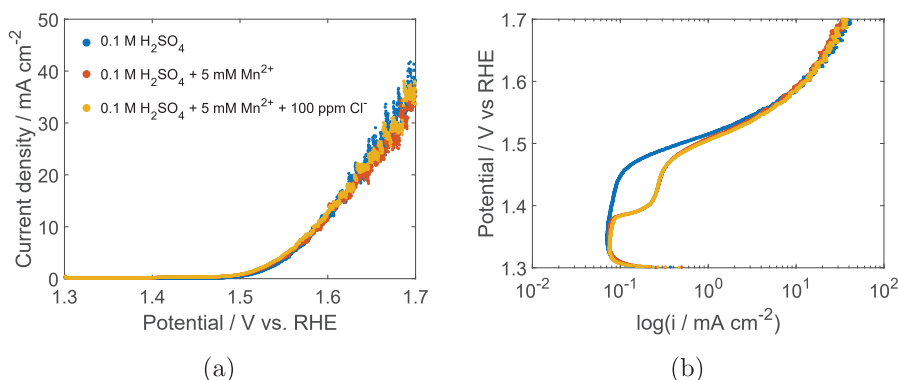 50
40
30
20
10
0
1.3
1.4
1.5
1.6
1.7
Current density / mA cm⁻²
Potential / V vs. RHE
0.1 M H₂SO₄
0.1 M H₂SO₄ + 5 mM Mn²⁺
0.1 M H₂SO₄ + 5 mM Mn²⁺ + 100 ppm Cl⁻
(a)
1.7
1.6
1.5
1.4
1.3
10⁻²
10⁻¹
10⁰
10¹
10²
Potential / V vs RHE
log(i / mA cm⁻²)
(b)